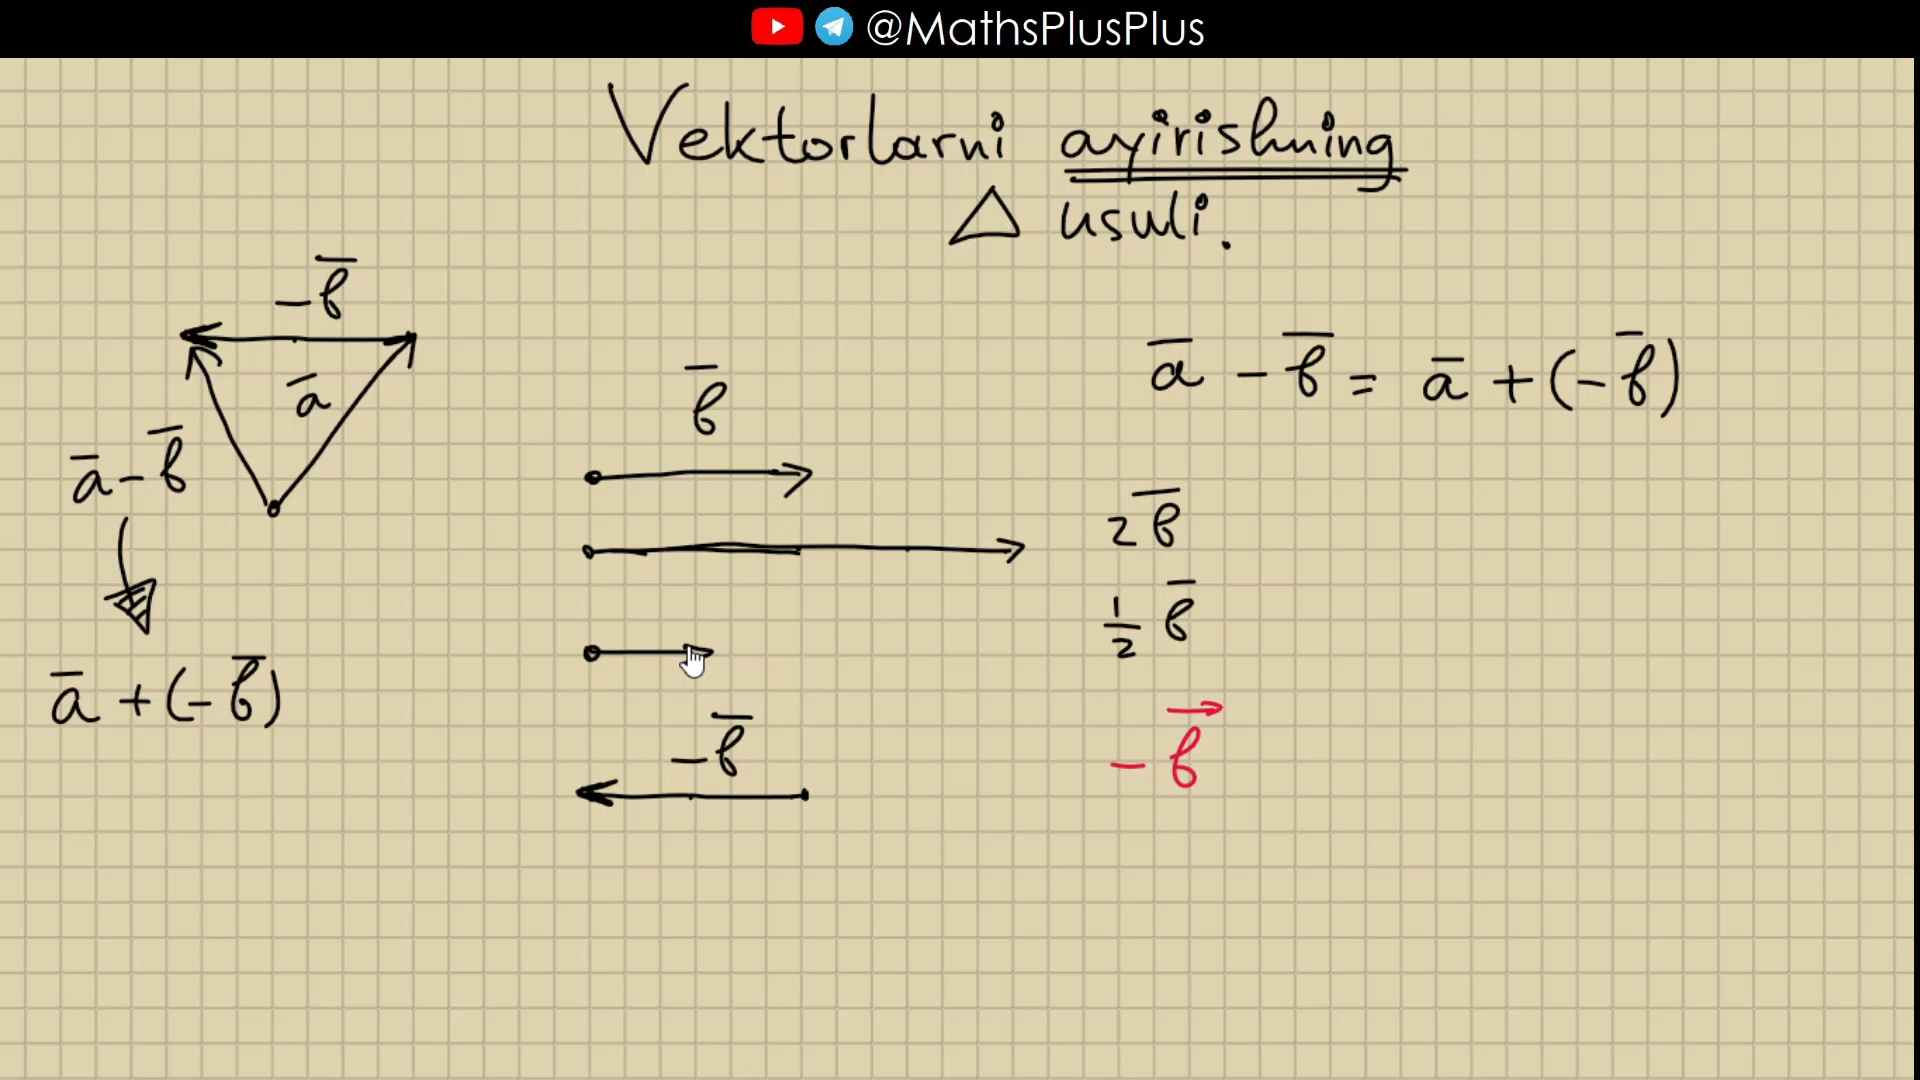 @MathsPlusPlus
Vektorlarni ayirishning
△ usuli.
−b̅
a̅
a̅ − b̅
a̅ + (−b̅)
b̅
−b̅
a̅ − b̅ = a̅ + (−b̅)
2b̅
1/2 b̅
−b⃗